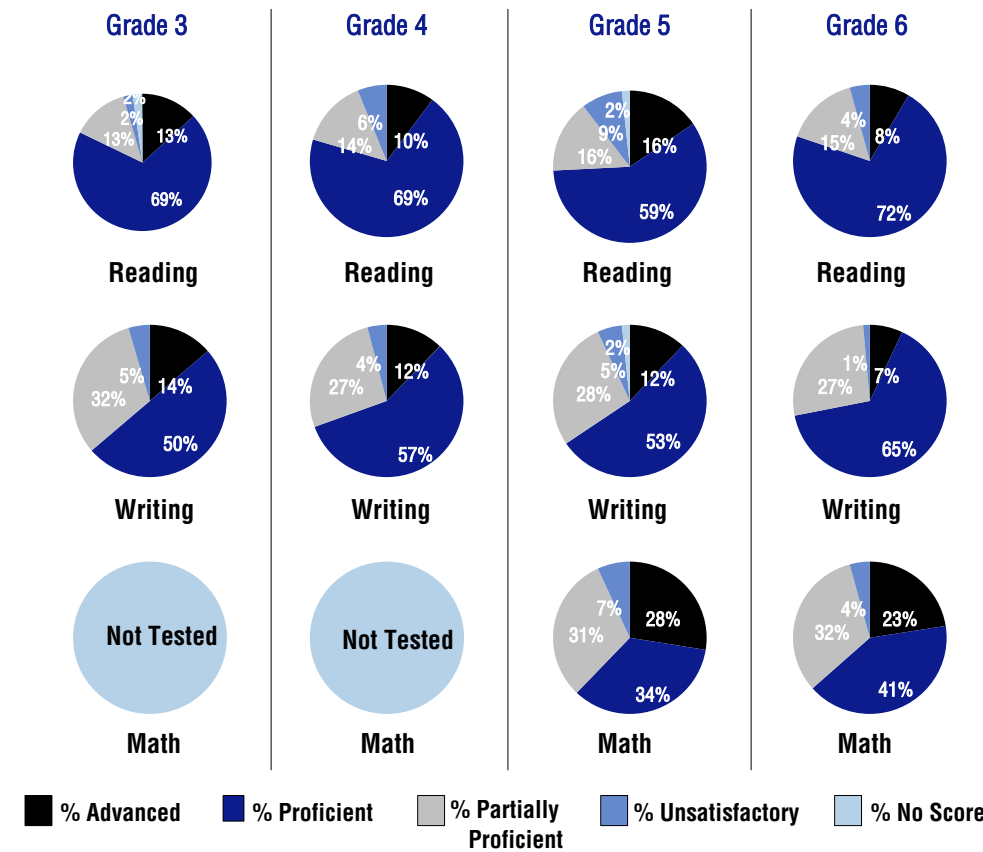 Grade 3
Grade 4
Grade 5
Grade 6
2%
2%
13%
13%
69%
Reading
6%
14%
10%
69%
Reading
2%
9%
16%
16%
59%
Reading
4%
15%
8%
72%
Reading
5%
14%
32%
50%
Writing
4%
12%
27%
57%
Writing
2%
5%
12%
28%
53%
Writing
1%
7%
27%
65%
Writing
Not Tested
Math
Not Tested
Math
7%
28%
31%
34%
Math
4%
23%
32%
41%
Math
% Advanced
% Proficient
% Partially
Proficient
% Unsatisfactory
% No Score